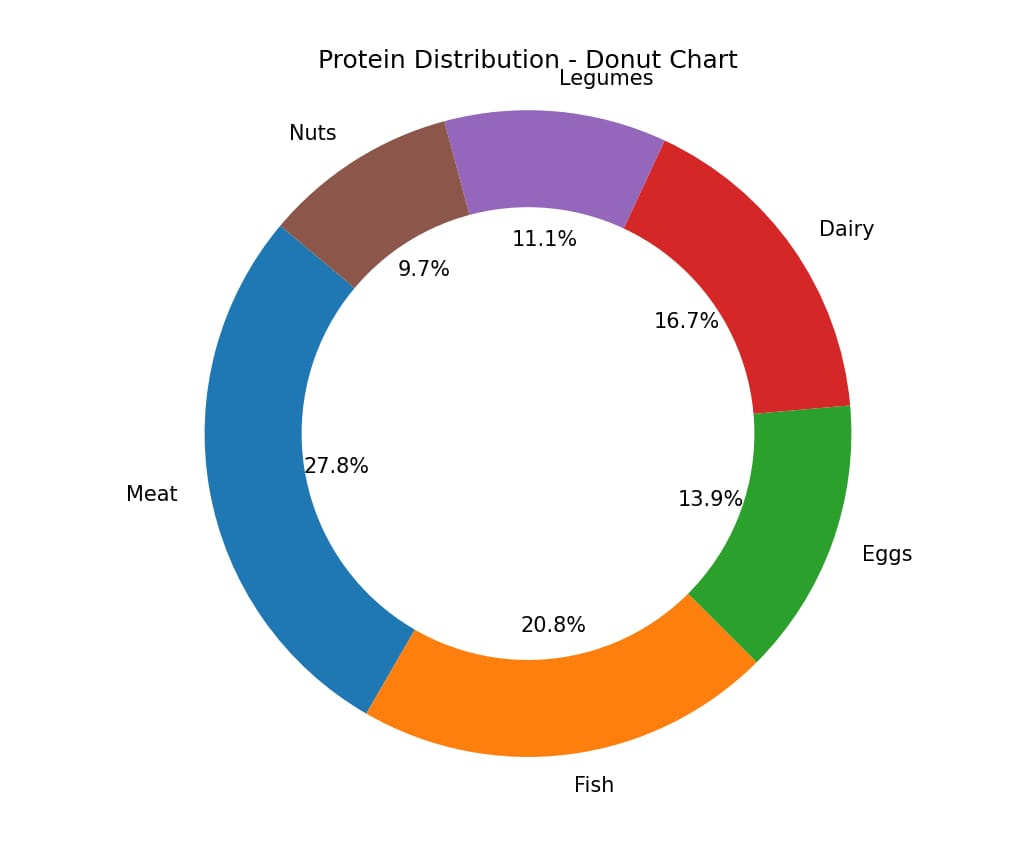 Protein Distribution - Donut Chart
Legumes
Nuts
Dairy
11.1%
9.7%
16.7%
27.8%
Meat
13.9%
Eggs
20.8%
Fish